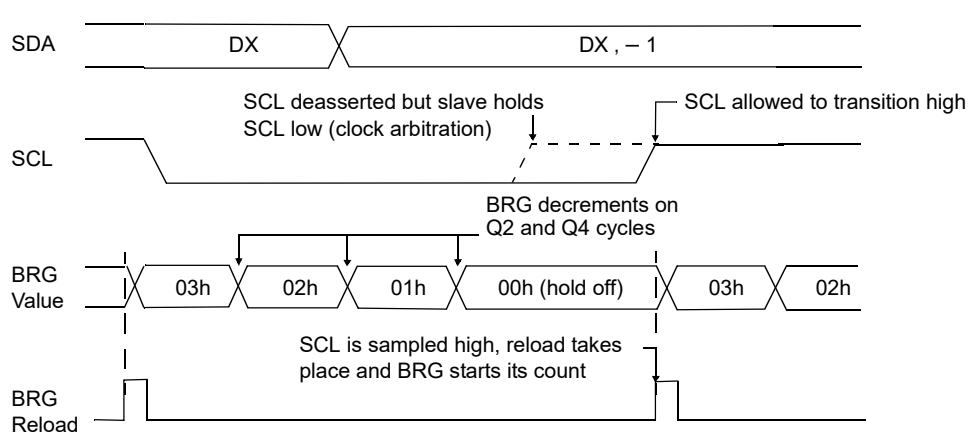 SDA
DX
DX , – 1
SCL deasserted but slave holds
SCL low (clock arbitration)
SCL allowed to transition high
SCL
BRG decrements on
Q2 and Q4 cycles
BRG
Value
03h
02h
01h
00h (hold off)
03h
02h
SCL is sampled high, reload takes
place and BRG starts its count
BRG
Reload